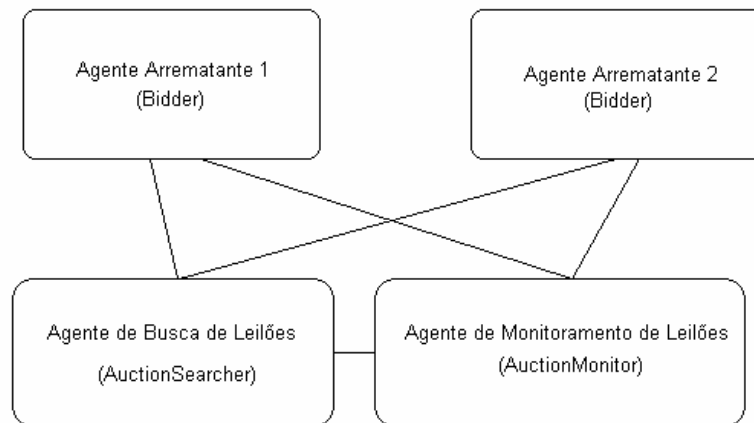 Agente Arrematante 1
(Bidder)
Agente Arrematante 2
(Bidder)
Agente de Busca de Leilões
(AuctionSearcher)
Agente de Monitoramento de Leilões
(AuctionMonitor)